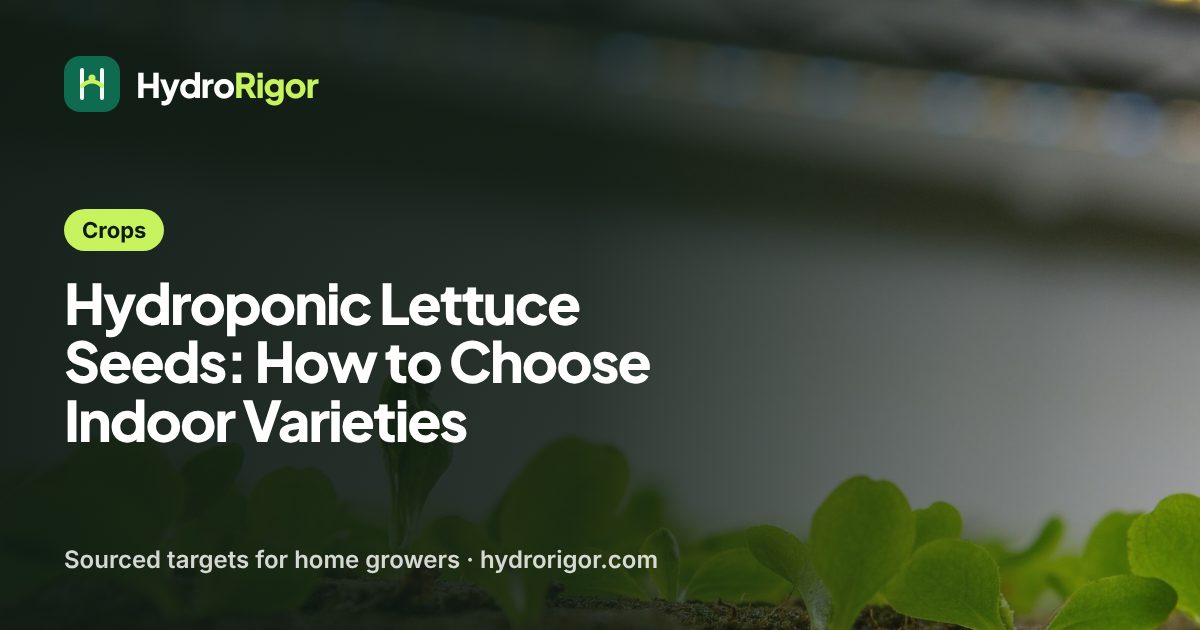 HydroRigor
Crops
Hydroponic Lettuce
Seeds: How to Choose
Indoor Varieties
Sourced targets for home growers · hydrorigor.com